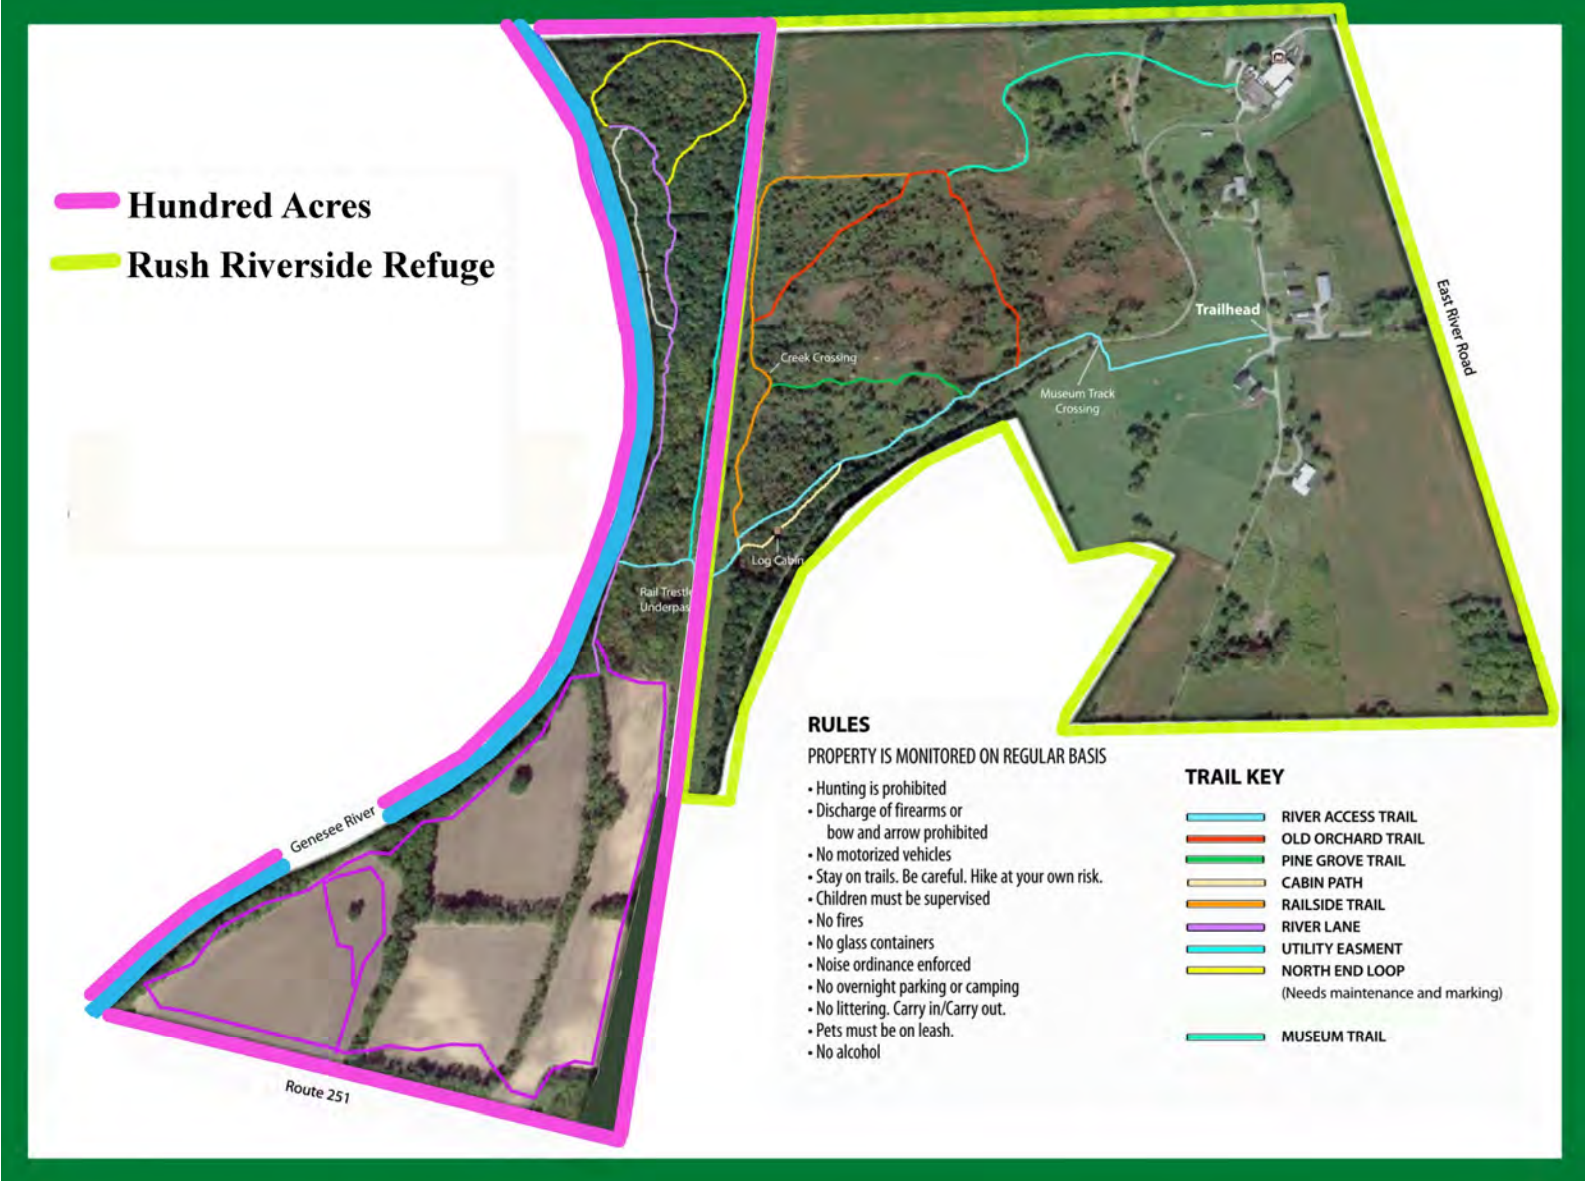 Hundred Acres
Rush Riverside Refuge
Trailhead
East River Road
Creek Crossing
Museum Track
Crossing
Log Cabin
Rail Trestle
Underpas
Genesee River
Route 251
RULES
PROPERTY IS MONITORED ON REGULAR BASIS
• Hunting is prohibited
• Discharge of firearms or
bow and arrow prohibited
• No motorized vehicles
• Stay on trails. Be careful. Hike at your own risk.
• Children must be supervised
• No fires
• No glass containers
• Noise ordinance enforced
• No overnight parking or camping
• No littering. Carry in/Carry out.
• Pets must be on leash.
• No alcohol
TRAIL KEY
RIVER ACCESS TRAIL
OLD ORCHARD TRAIL
PINE GROVE TRAIL
CABIN PATH
RAILSIDE TRAIL
RIVER LANE
UTILITY EASMENT
NORTH END LOOP
(Needs maintenance and marking)
MUSEUM TRAIL